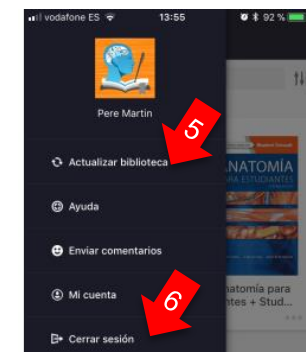 vodafone ES 13:55 92 %
Pere Martin
5
Actualizar biblioteca
NATOMÍA
PARA ESTUDIANTES
Ayuda
Enviar comentarios
Mi cuenta
natomía para
ntes + Stud...
6
Cerrar sesión